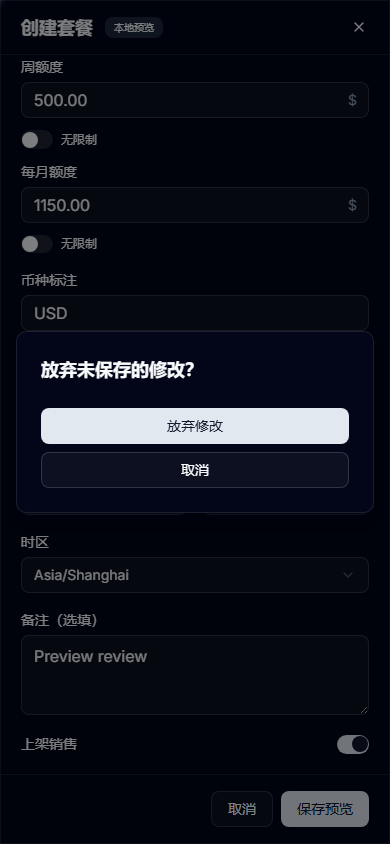 创建套餐 本地预览
周额度
500.00 $
无限制
每月额度
1150.00 $
无限制
币种标注
USD
放弃未保存的修改?
放弃修改
取消
时区
Asia/Shanghai
备注（选填）
Preview review
上架销售
取消 保存预览